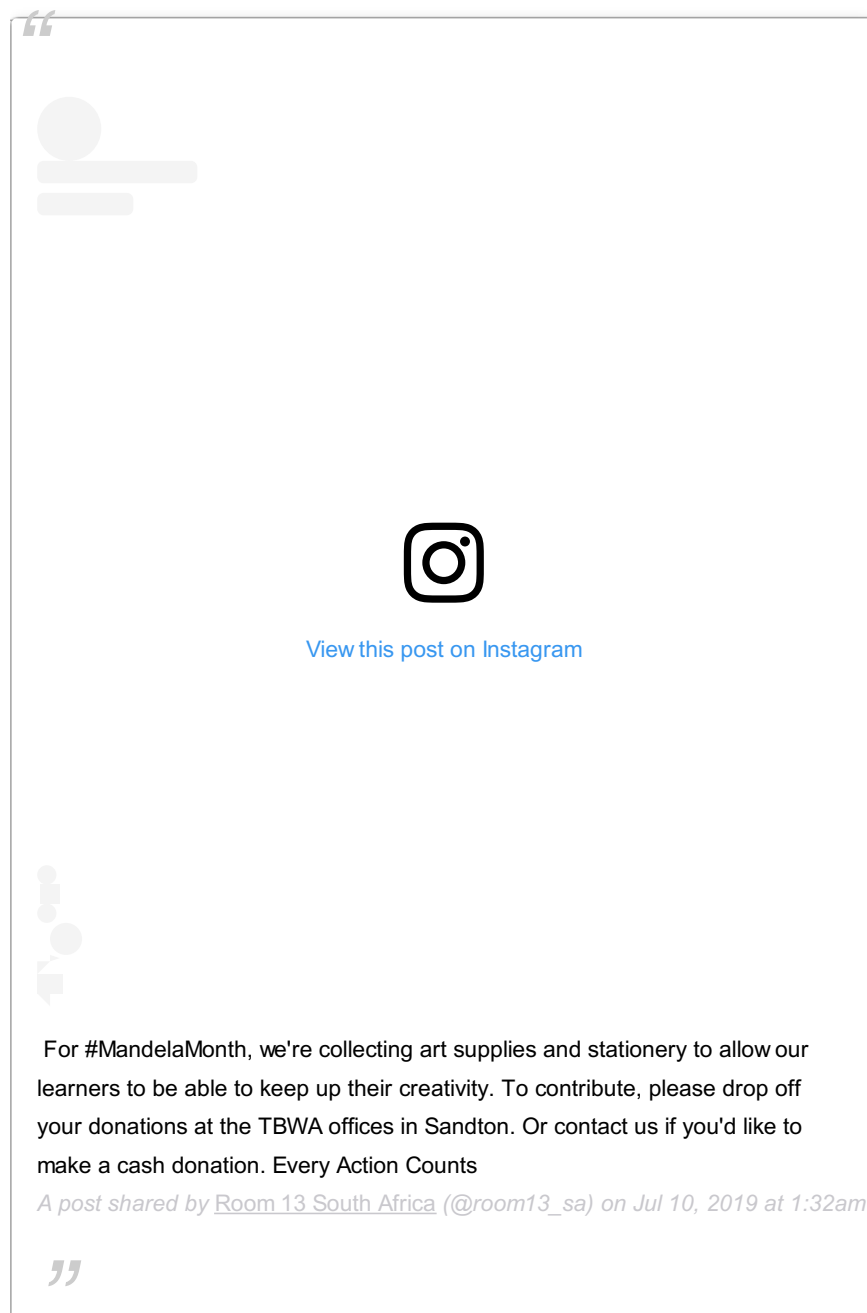 “
View this post on Instagram
For #MandelaMonth, we're collecting art supplies and stationery to allow our
learners to be able to keep up their creativity. To contribute, please drop off
your donations at the TBWA offices in Sandton. Or contact us if you'd like to
make a cash donation. Every Action Counts
A post shared by Room 13 South Africa (@room13_sa) on Jul 10, 2019 at 1:32am
”